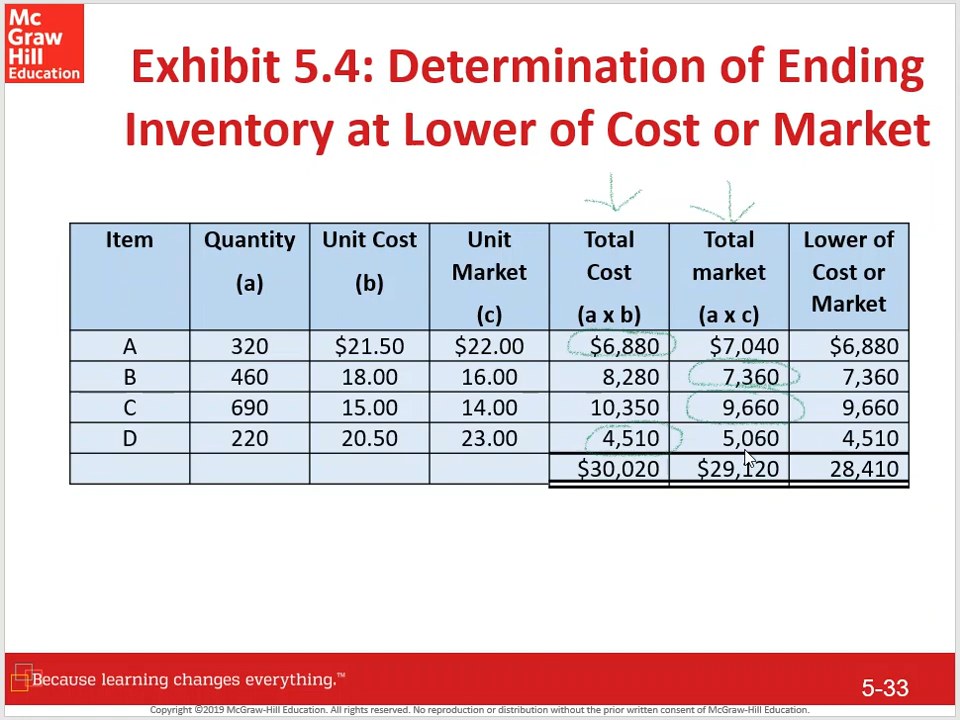 Mc
Graw
Hill
Education
Exhibit 5.4: Determination of Ending
Inventory at Lower of Cost or Market
Item Quantity (a) Unit Cost (b) Unit Market (c) Total Cost (a x b) Total market (a x c) Lower of Cost or Market
A 320 $21.50 $22.00 $6,880 $7,040 $6,880
B 460 18.00 16.00 8,280 7,360 7,360
C 690 15.00 14.00 10,350 9,660 9,660
D 220 20.50 23.00 4,510 5,060 4,510
$30,020 $29,120 28,410
Because learning changes everything.™
5-33
Copyright ©2019 McGraw-Hill Education. All rights reserved. No reproduction or distribution without the prior written consent of McGraw-Hill Education.